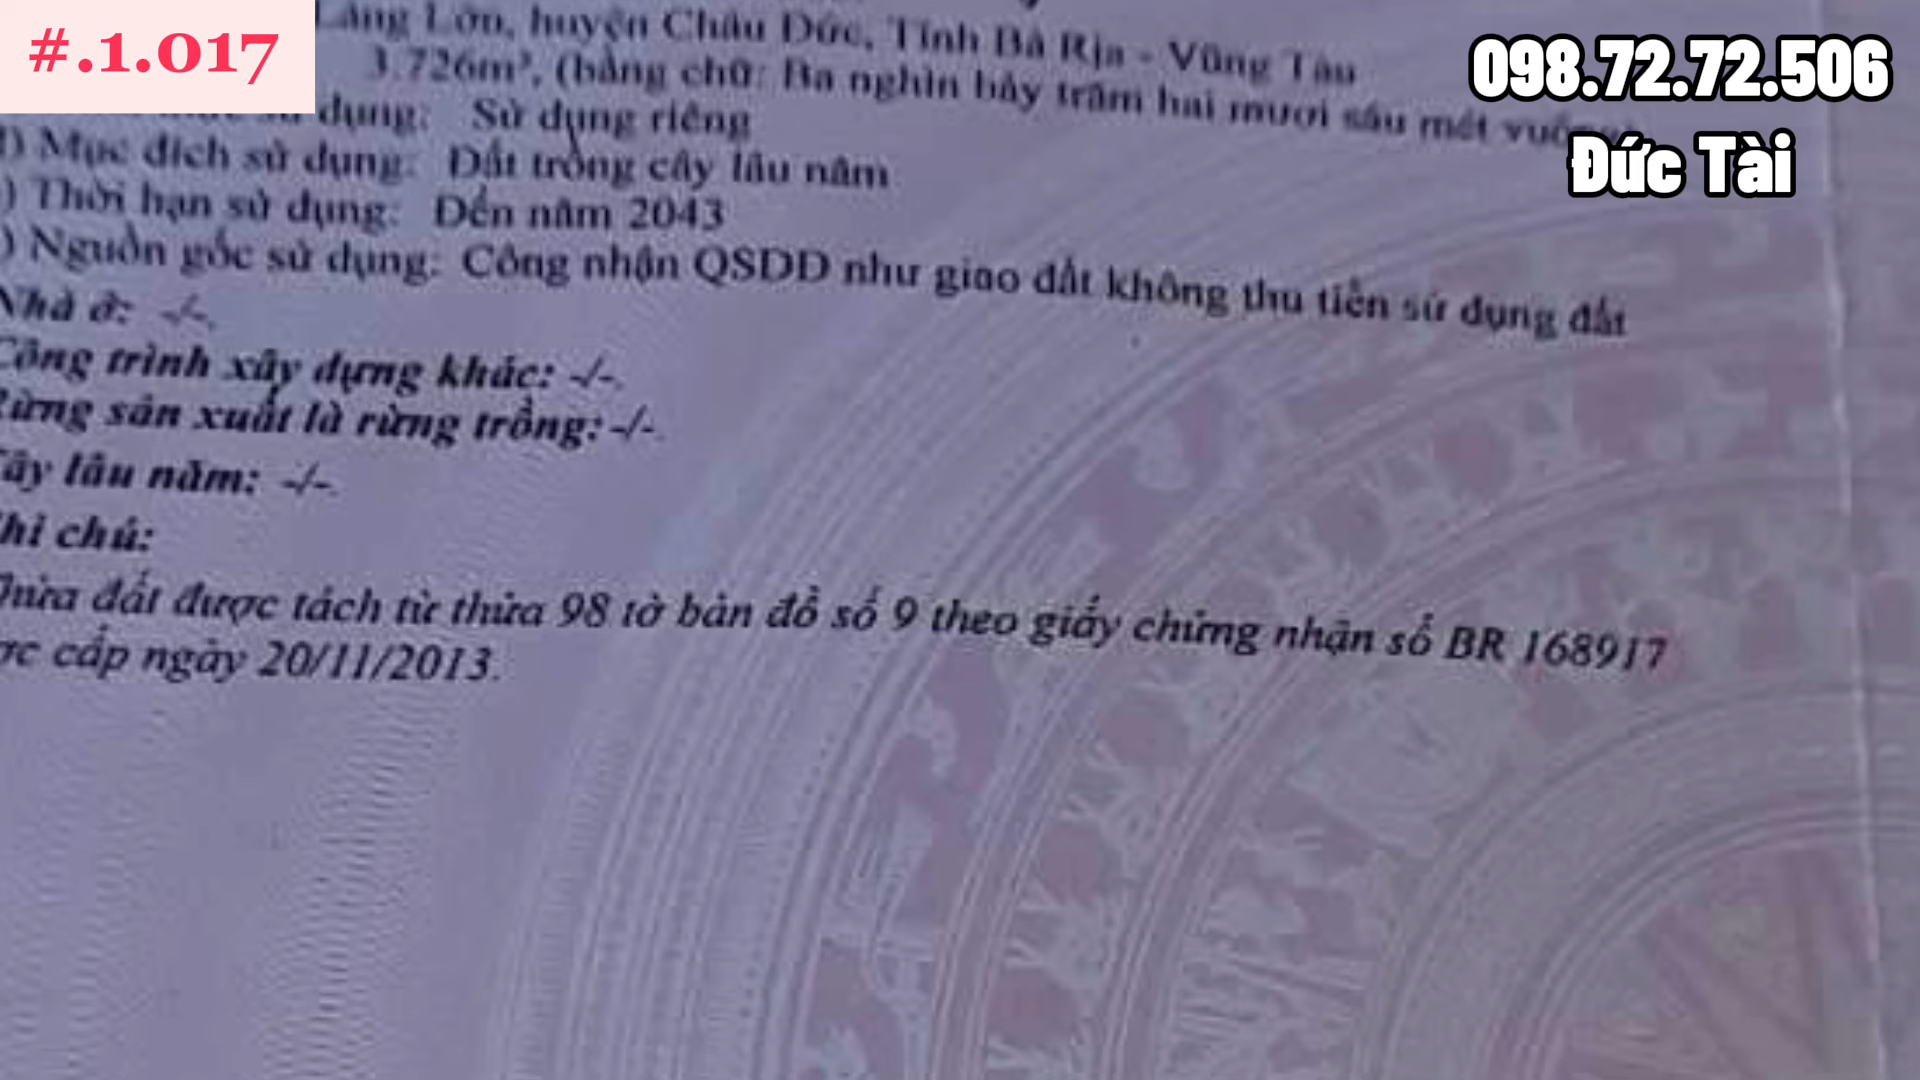 #.1.017
098.72.72.506
Đức Tài
Láng Lớn, huyện Châu Đức, Tỉnh Bà Rịa - Vũng Tàu
3.726m², (bằng chữ: Ba nghìn bảy trăm hai mươi sáu mét vuông)
dụng: Sử dụng riêng
) Mục đích sử dụng: Đất trồng cây lâu năm
) Thời hạn sử dụng: Đến năm 2043
) Nguồn gốc sử dụng: Công nhận QSDĐ như giao đất không thu tiền sử dụng đất
Nhà ở: -/-.
Công trình xây dựng khác: -/-.
Rừng sản xuất là rừng trồng: -/-.
ây lâu năm: -/-.
hi chú:
hửa đất được tách từ thửa 98 tờ bản đồ số 9 theo giấy chứng nhận số BR 168917
ợc cấp ngày 20/11/2013.